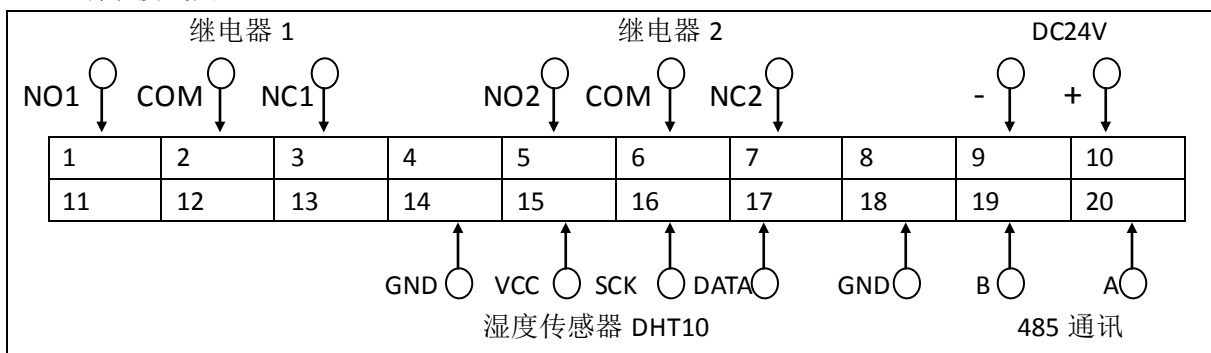 继电器 1 继电器 2 DC24V
NO1 COM NC1 NO2 COM NC2 - +
1 2 3 4 5 6 7 8 9 10
11 12 13 14 15 16 17 18 19 20
GND VCC SCK DATA GND B A
湿度传感器 DHT10 485 通讯